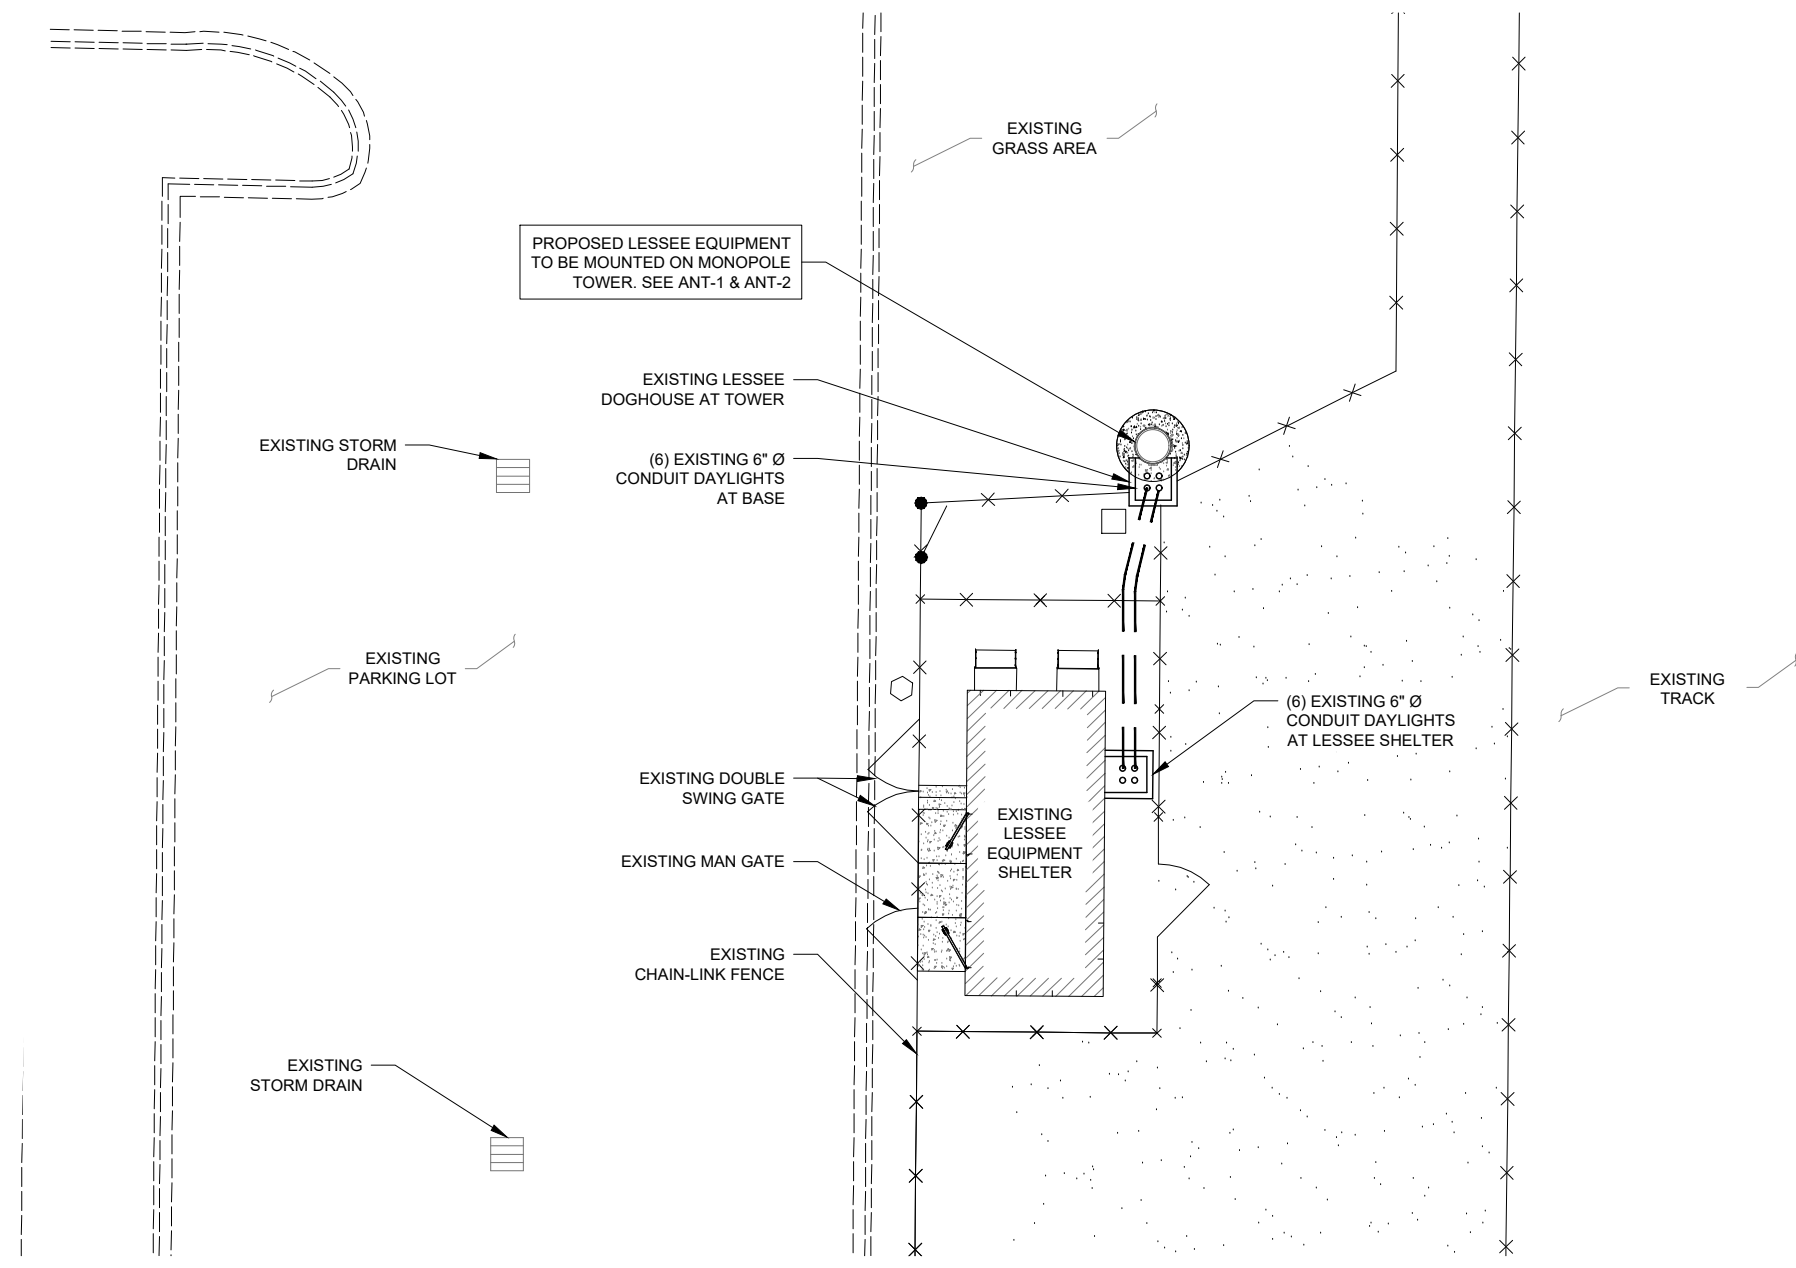 EXISTING
GRASS AREA
PROPOSED LESSEE EQUIPMENT
TO BE MOUNTED ON MONOPOLE
TOWER. SEE ANT-1 & ANT-2
EXISTING LESSEE
DOGHOUSE AT TOWER
EXISTING STORM
DRAIN
(6) EXISTING 6" Ø
CONDUIT DAYLIGHTS
AT BASE
EXISTING
PARKING LOT
EXISTING
TRACK
(6) EXISTING 6" Ø
CONDUIT DAYLIGHTS
AT LESSEE SHELTER
EXISTING DOUBLE
SWING GATE
EXISTING
LESSEE
EQUIPMENT
SHELTER
EXISTING MAN GATE
EXISTING
CHAIN-LINK FENCE
EXISTING
STORM DRAIN